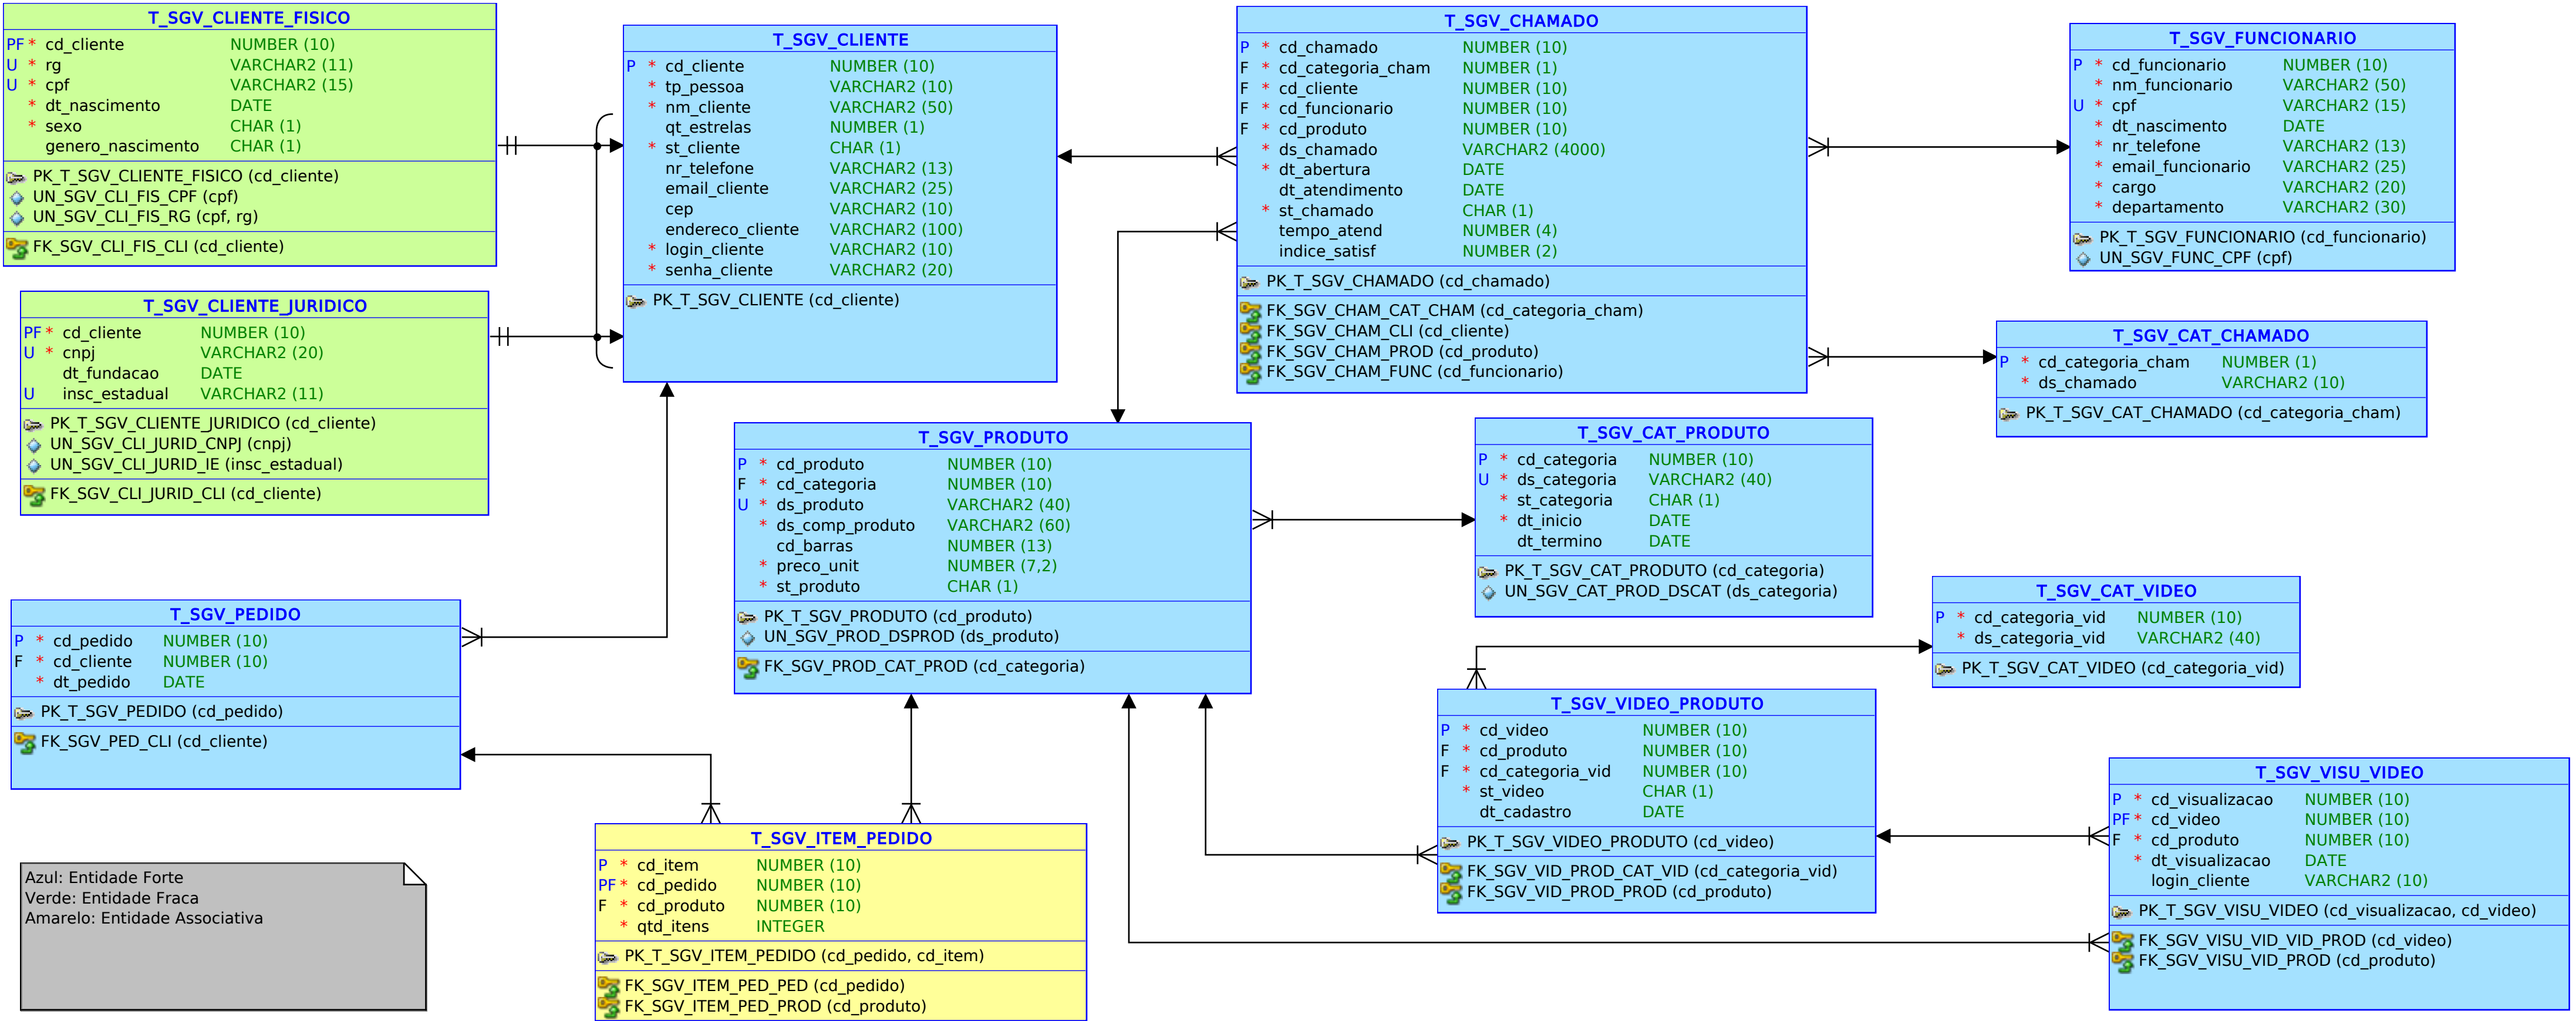 T_SGV_CLIENTE_FISICO
PF * cd_cliente NUMBER (10)
U * rg VARCHAR2 (11)
U * cpf VARCHAR2 (15)
* dt_nascimento DATE
* sexo CHAR (1)
genero_nascimento CHAR (1)
PK_T_SGV_CLIENTE_FISICO (cd_cliente)
UN_SGV_CLI_FIS_CPF (cpf)
UN_SGV_CLI_FIS_RG (cpf, rg)
FK_SGV_CLI_FIS_CLI (cd_cliente)
T_SGV_CLIENTE_JURIDICO
PF * cd_cliente NUMBER (10)
U * cnpj VARCHAR2 (20)
dt_fundacao DATE
U insc_estadual VARCHAR2 (11)
PK_T_SGV_CLIENTE_JURIDICO (cd_cliente)
UN_SGV_CLI_JURID_CNPJ (cnpj)
UN_SGV_CLI_JURID_IE (insc_estadual)
FK_SGV_CLI_JURID_CLI (cd_cliente)
T_SGV_CLIENTE
P * cd_cliente NUMBER (10)
* tp_pessoa VARCHAR2 (10)
* nm_cliente VARCHAR2 (50)
qt_estrelas NUMBER (1)
* st_cliente CHAR (1)
nr_telefone VARCHAR2 (13)
email_cliente VARCHAR2 (25)
cep VARCHAR2 (10)
endereco_cliente VARCHAR2 (100)
* login_cliente VARCHAR2 (10)
* senha_cliente VARCHAR2 (20)
PK_T_SGV_CLIENTE (cd_cliente)
T_SGV_CHAMADO
P * cd_chamado NUMBER (10)
F * cd_categoria_cham NUMBER (1)
F * cd_cliente NUMBER (10)
F * cd_funcionario NUMBER (10)
F * cd_produto NUMBER (10)
* ds_chamado VARCHAR2 (4000)
* dt_abertura DATE
dt_atendimento DATE
* st_chamado CHAR (1)
tempo_atend NUMBER (4)
indice_satisf NUMBER (2)
PK_T_SGV_CHAMADO (cd_chamado)
FK_SGV_CHAM_CAT_CHAM (cd_categoria_cham)
FK_SGV_CHAM_CLI (cd_cliente)
FK_SGV_CHAM_PROD (cd_produto)
FK_SGV_CHAM_FUNC (cd_funcionario)
T_SGV_FUNCIONARIO
P * cd_funcionario NUMBER (10)
* nm_funcionario VARCHAR2 (50)
U * cpf VARCHAR2 (15)
* dt_nascimento DATE
* nr_telefone VARCHAR2 (13)
* email_funcionario VARCHAR2 (25)
* cargo VARCHAR2 (20)
* departamento VARCHAR2 (30)
PK_T_SGV_FUNCIONARIO (cd_funcionario)
UN_SGV_FUNC_CPF (cpf)
T_SGV_CAT_CHAMADO
P * cd_categoria_cham NUMBER (1)
* ds_chamado VARCHAR2 (10)
PK_T_SGV_CAT_CHAMADO (cd_categoria_cham)
T_SGV_PRODUTO
P * cd_produto NUMBER (10)
F * cd_categoria NUMBER (10)
U * ds_produto VARCHAR2 (40)
* ds_comp_produto VARCHAR2 (60)
cd_barras NUMBER (13)
* preco_unit NUMBER (7,2)
* st_produto CHAR (1)
PK_T_SGV_PRODUTO (cd_produto)
UN_SGV_PROD_DSPROD (ds_produto)
FK_SGV_PROD_CAT_PROD (cd_categoria)
T_SGV_CAT_PRODUTO
P * cd_categoria NUMBER (10)
U * ds_categoria VARCHAR2 (40)
* st_categoria CHAR (1)
* dt_inicio DATE
dt_termino DATE
PK_T_SGV_CAT_PRODUTO (cd_categoria)
UN_SGV_CAT_PROD_DSCAT (ds_categoria)
T_SGV_CAT_VIDEO
P * cd_categoria_vid NUMBER (10)
* ds_categoria_vid VARCHAR2 (40)
PK_T_SGV_CAT_VIDEO (cd_categoria_vid)
T_SGV_PEDIDO
P * cd_pedido NUMBER (10)
F * cd_cliente NUMBER (10)
* dt_pedido DATE
PK_T_SGV_PEDIDO (cd_pedido)
FK_SGV_PED_CLI (cd_cliente)
T_SGV_VIDEO_PRODUTO
P * cd_video NUMBER (10)
F * cd_produto NUMBER (10)
F * cd_categoria_vid NUMBER (10)
* st_video CHAR (1)
dt_cadastro DATE
PK_T_SGV_VIDEO_PRODUTO (cd_video)
FK_SGV_VID_PROD_CAT_VID (cd_categoria_vid)
FK_SGV_VID_PROD_PROD (cd_produto)
T_SGV_VISU_VIDEO
P * cd_visualizacao NUMBER (10)
PF * cd_video NUMBER (10)
F * cd_produto NUMBER (10)
* dt_visualizacao DATE
login_cliente VARCHAR2 (10)
PK_T_SGV_VISU_VIDEO (cd_visualizacao, cd_video)
FK_SGV_VISU_VID_VID_PROD (cd_video)
FK_SGV_VISU_VID_PROD (cd_produto)
T_SGV_ITEM_PEDIDO
P * cd_item NUMBER (10)
PF * cd_pedido NUMBER (10)
F * cd_produto NUMBER (10)
* qtd_itens INTEGER
PK_T_SGV_ITEM_PEDIDO (cd_pedido, cd_item)
FK_SGV_ITEM_PED_PED (cd_pedido)
FK_SGV_ITEM_PED_PROD (cd_produto)
Azul: Entidade Forte
Verde: Entidade Fraca
Amarelo: Entidade Associativa